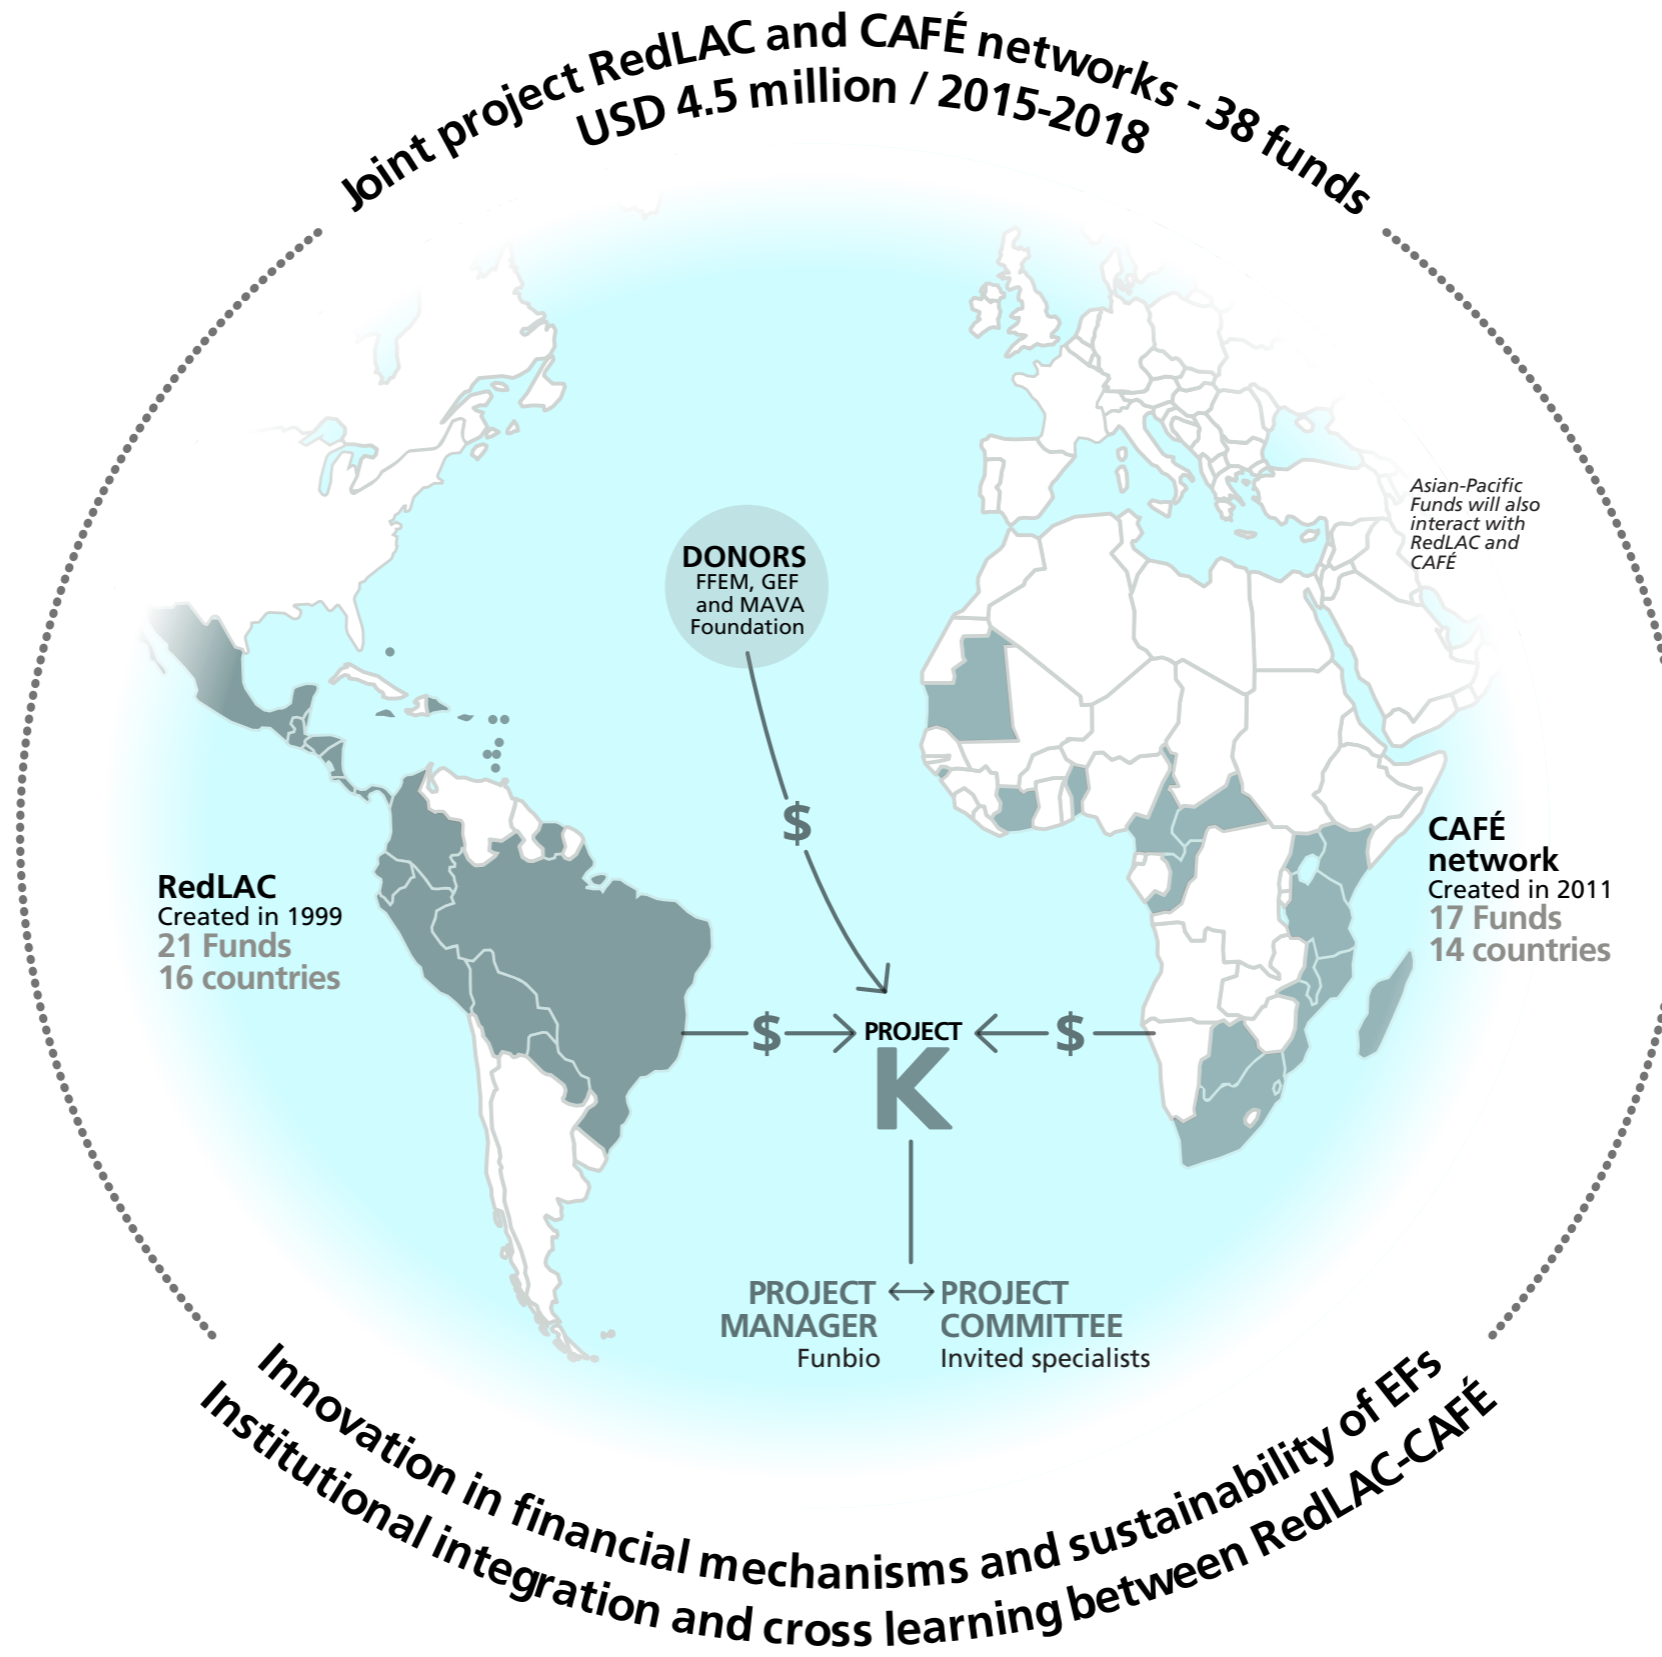 Joint project RedLAC and CAFÉ networks - 38 funds
USD 4.5 million / 2015-2018
Asian-Pacific
Funds will also
interact with
RedLAC and
CAFÉ
DONORS
FFEM, GEF
and MAVA
Foundation
$
RedLAC
Created in 1999
21 Funds
16 countries
CAFÉ
network
Created in 2011
17 Funds
14 countries
$
PROJECT
K
$
PROJECT
MANAGER
Funbio
PROJECT
COMMITTEE
Invited specialists
Innovation in financial mechanisms and sustainability of EFs
Institutional integration and cross learning between RedLAC-CAFÉ